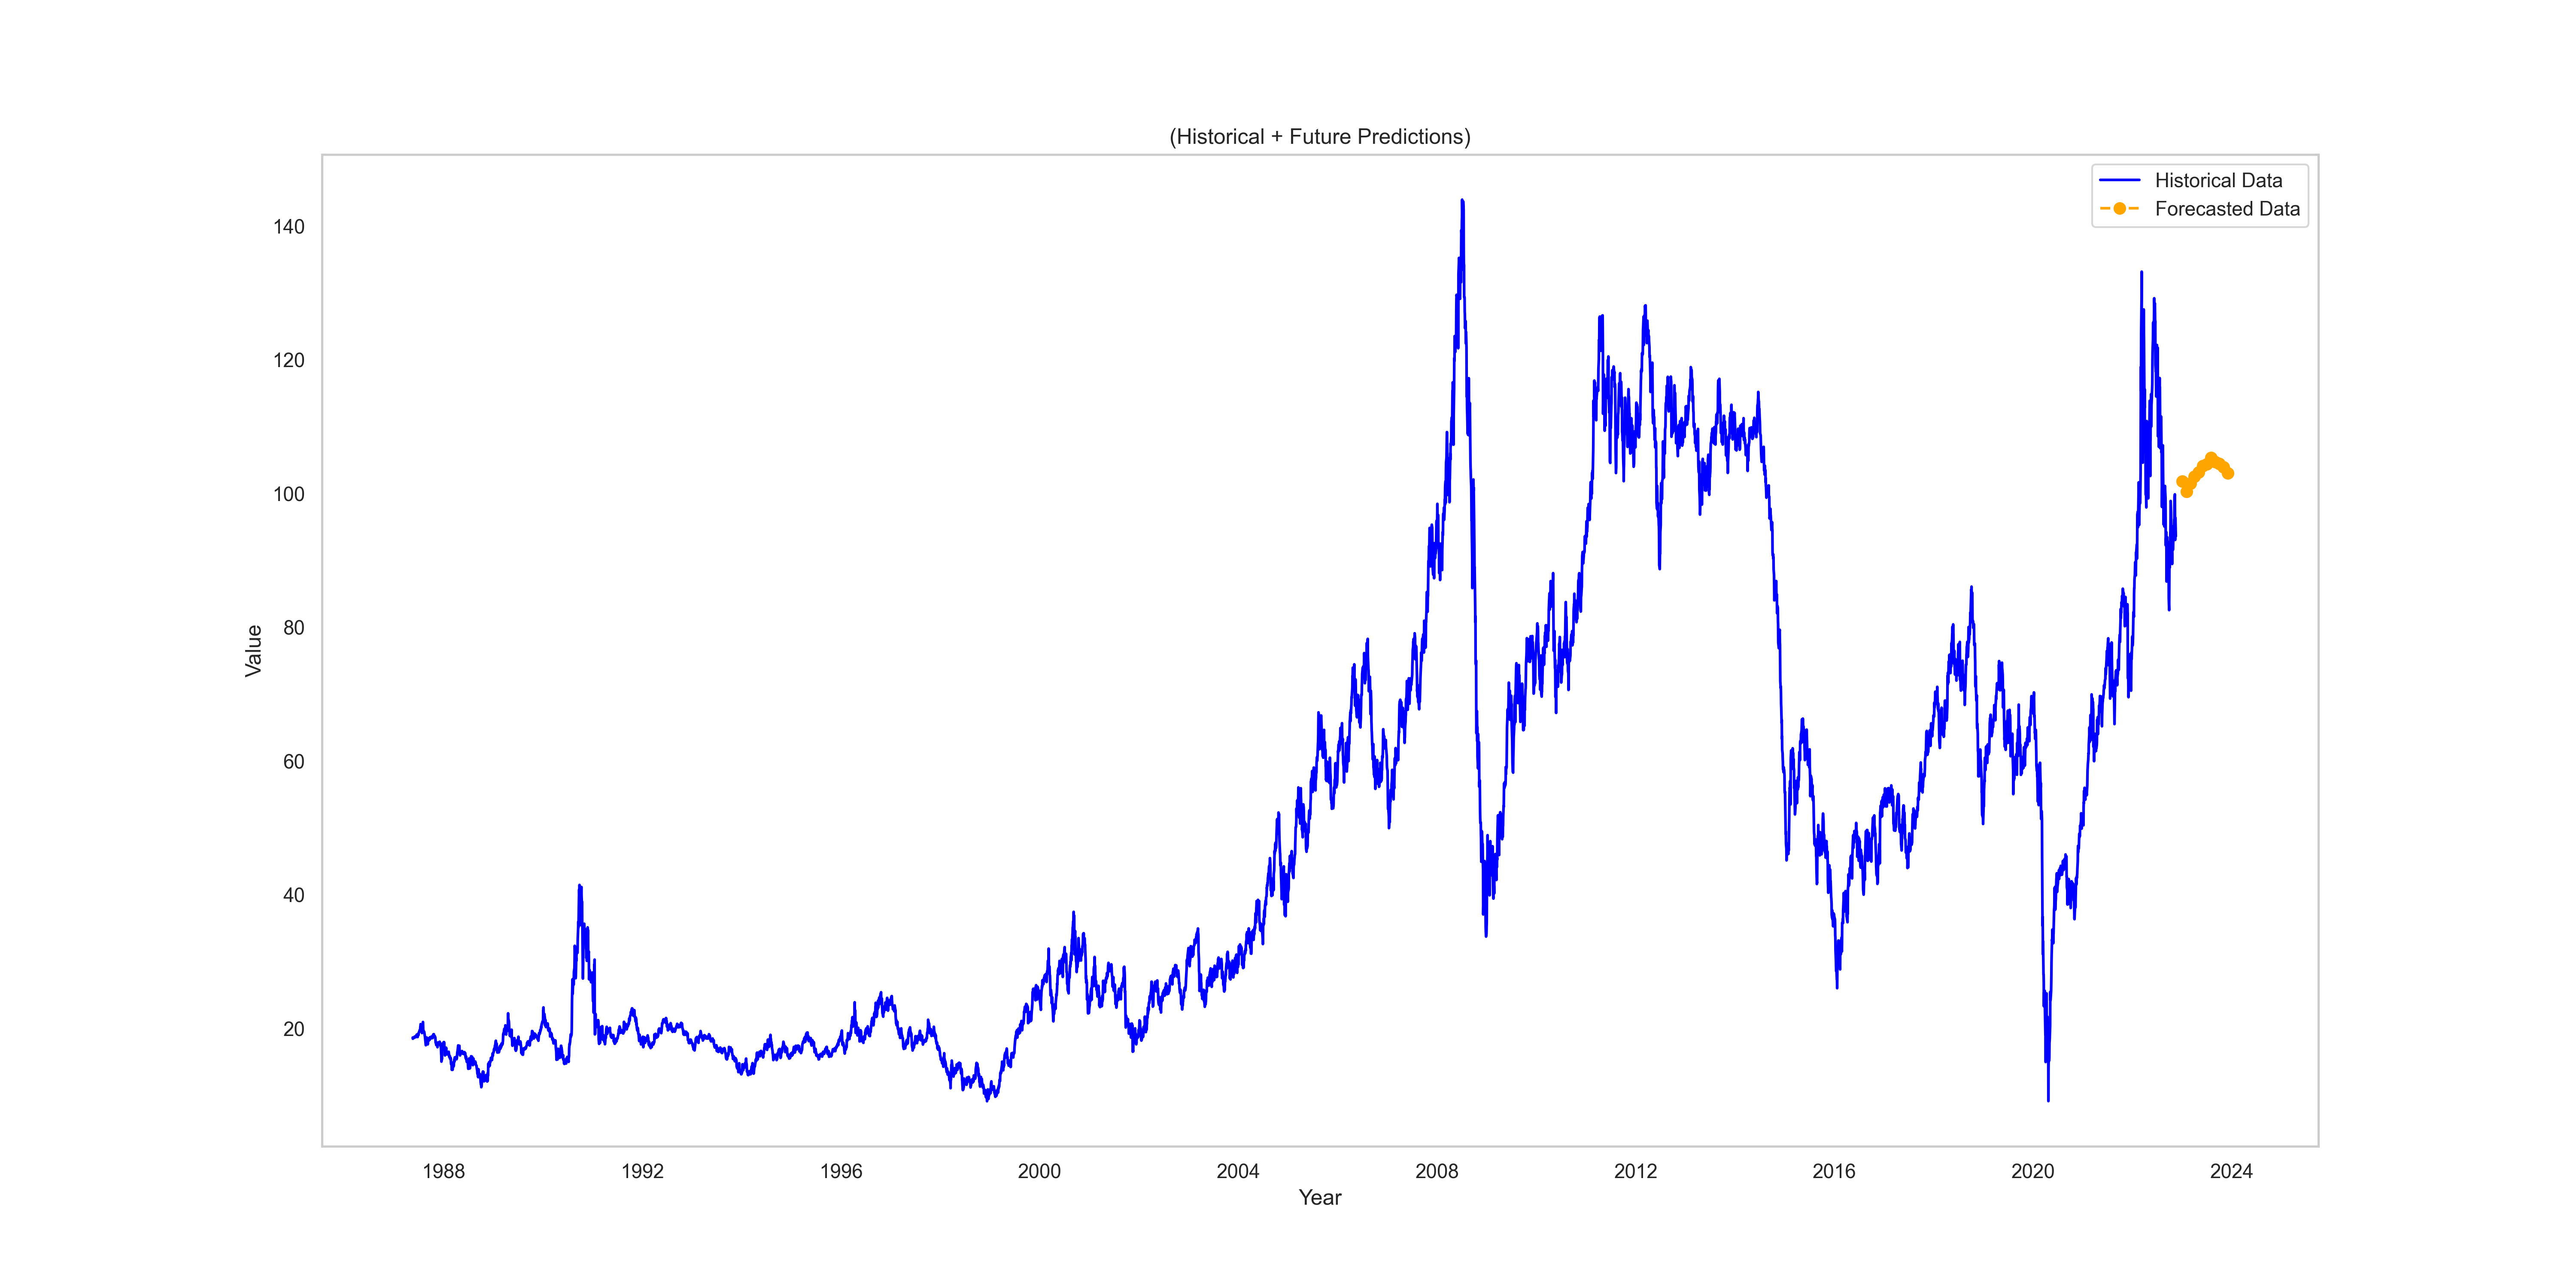 (Historical + Future Predictions)
Historical Data
Forecasted Data
140
120
100
80
60
40
20
Value
1988 1992 1996 2000 2004 2008 2012 2016 2020 2024
Year